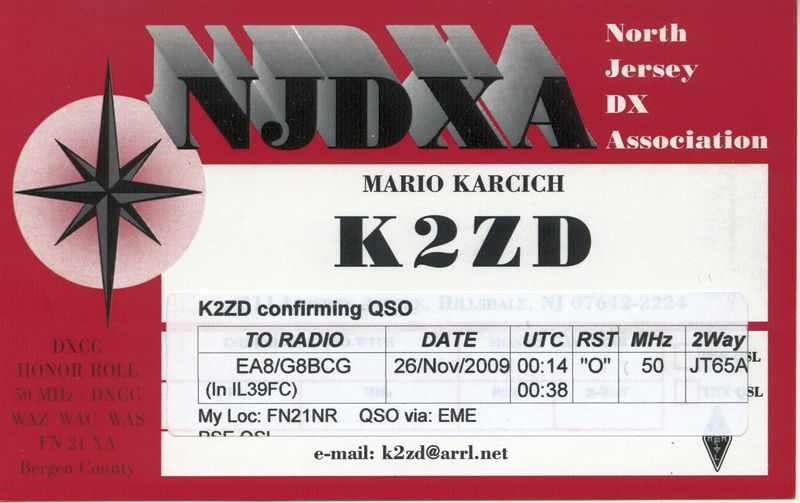 NJDXA
North
Jersey
DX
Association
MARIO KARCICH
K2ZD
HILLSDALE, NJ 07642-2224
K2ZD confirming QSO
TO RADIO DATE UTC RST MHz 2Way
EA8/G8BCG 26/Nov/2009 00:14 "O" 50 JT65A
(In IL39FC) 00:38
My Loc: FN21NR QSO via: EME
PSE QSL
e-mail: k2zd@arrl.net
DXCC
HONOR ROLL
50 MHz - DXCC
WAZ WAC WAS
FN 21 XA
Bergen County